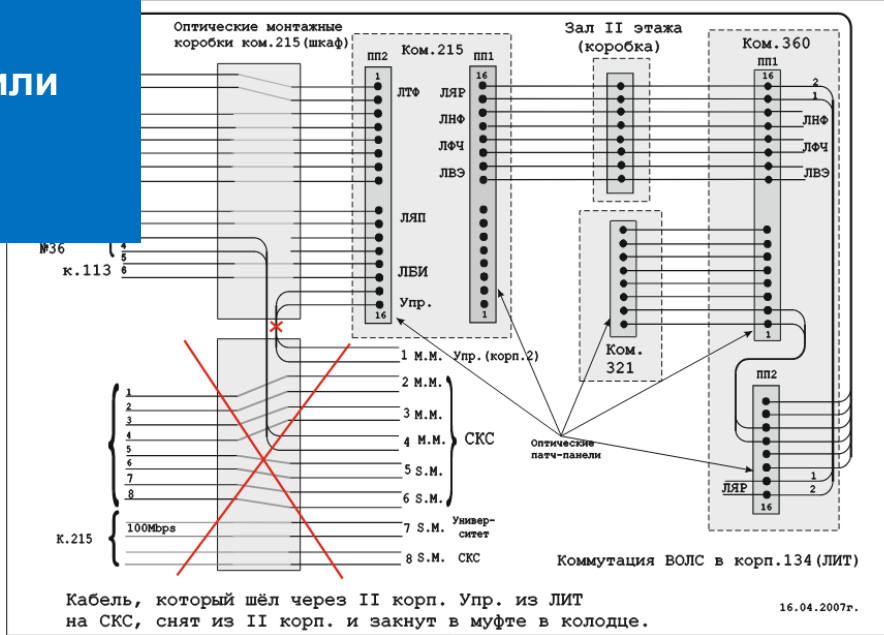 или
Оптические монтажные
коробки ком.215(шкаф)
Ком.215
Зал II этажа
(коробка)
Ком.360
ПП2
ПП1
ПП1
1
16
16
2
1
ЛТФ
ЛЯР
ЛНФ
ЛНФ
ЛФЧ
ЛФЧ
ЛВЭ
ЛВЭ
ЛЯП
№36
4
5
к.113
6
ЛБИ
Упр.
16
1
1
Ком.
321
1 М.М. Упр.(корп.2)
2 М.М.
3 М.М.
4 М.М.
СКС
5 S.М.
6 S.М.
1
2
3
4
5
6
7
8
ПП2
Оптические
патч-панели
1
ЛЯР
2
16
К.215
100Mbps
7 S.М. Универ-
ситет
8 S.М. СКС
Коммутация ВОЛС в корп.134(ЛИТ)
Кабель, который шёл через II корп. Упр. из ЛИТ
на СКС, снят из II корп. и закнут в муфте в колодце.
16.04.2007г.